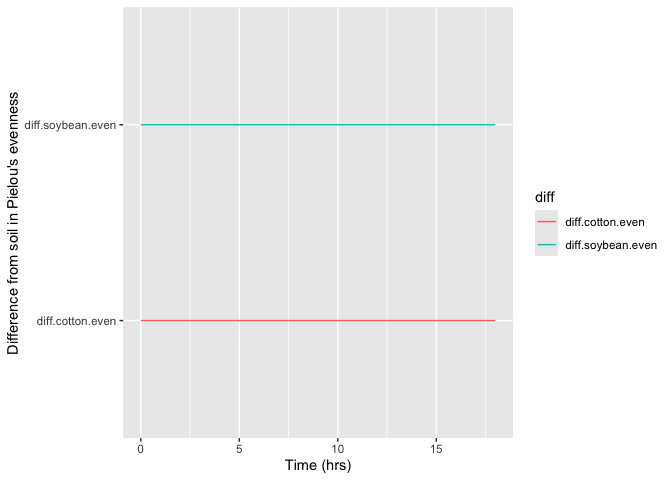 Difference from soil in Pielou's evenness
diff.soybean.even
diff.cotton.even
0
5
10
15
Time (hrs)
diff
diff.cotton.even
diff.soybean.even